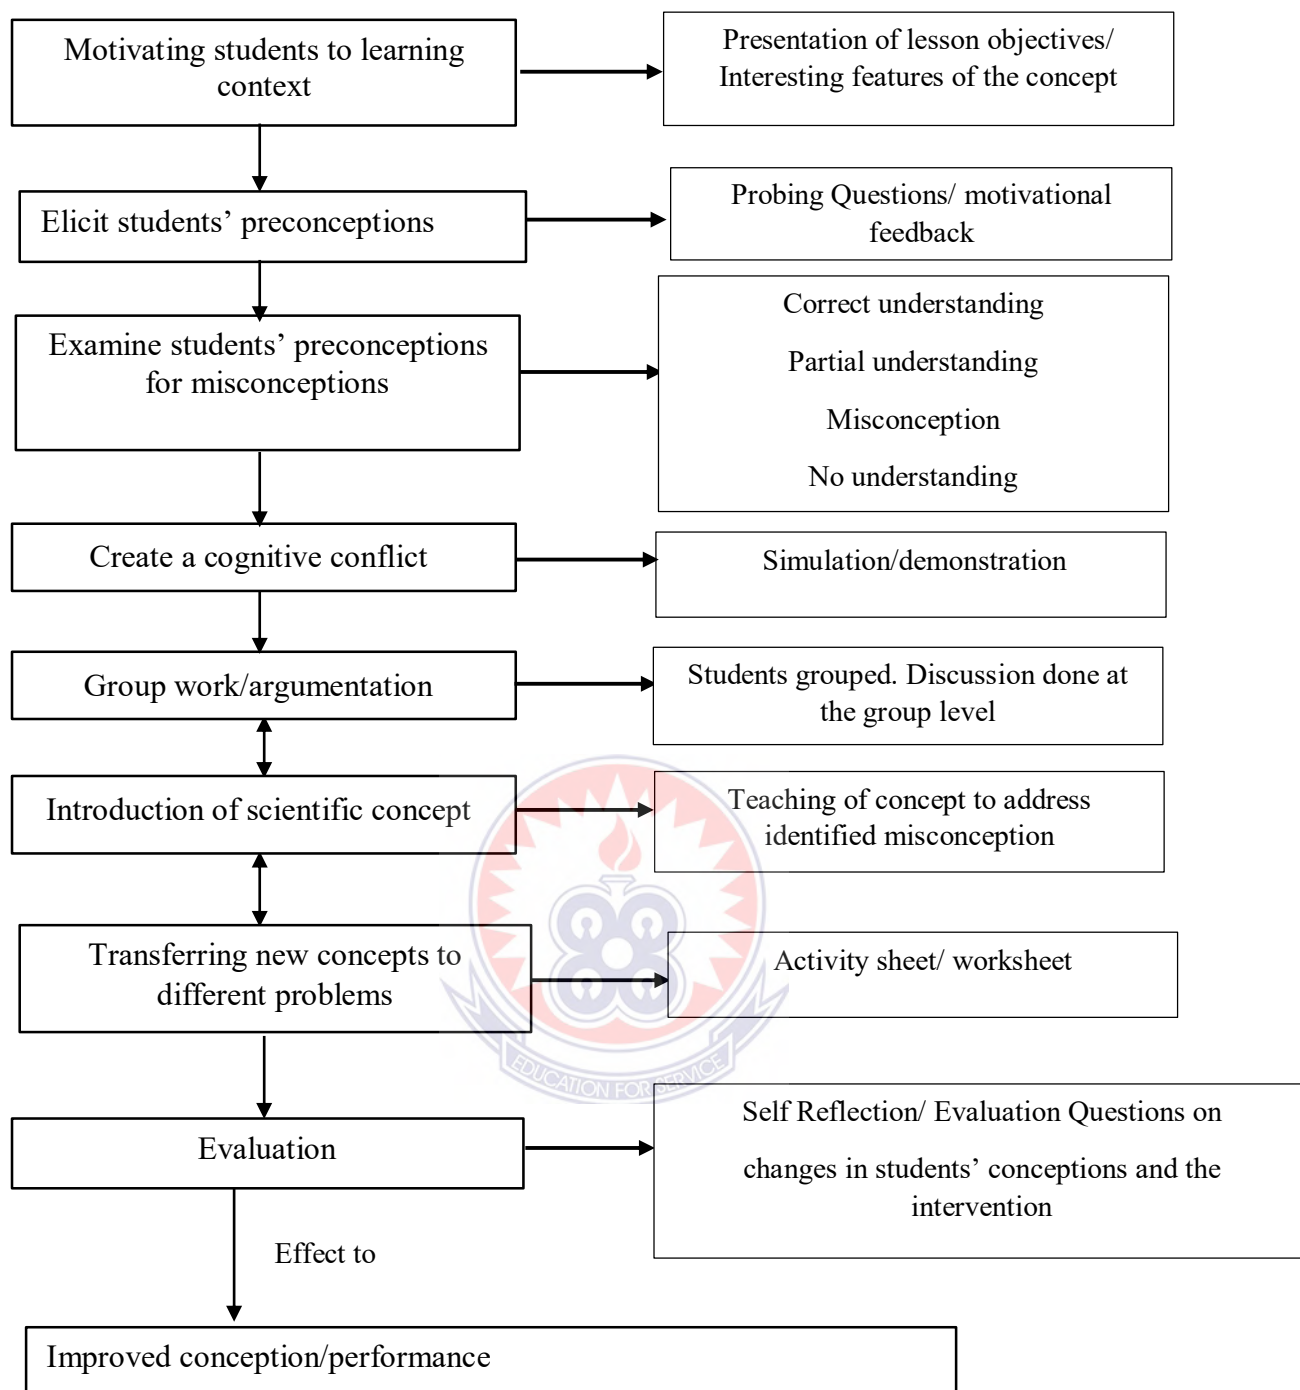 Motivating students to learning
context
Presentation of lesson objectives/
Interesting features of the concept
Elicit students’ preconceptions
Probing Questions/ motivational
feedback
Examine students’ preconceptions
for misconceptions
Correct understanding
Partial understanding
Misconception
No understanding
Create a cognitive conflict
Simulation/demonstration
Group work/argumentation
Students grouped. Discussion done at
the group level
Introduction of scientific concept
Teaching of concept to address
identified misconception
Transferring new concepts to
different problems
Activity sheet/ worksheet
EDUCATION FOR SERVICE
Evaluation
Self Reflection/ Evaluation Questions on
changes in students’ conceptions and the
intervention
Effect to
Improved conception/performance